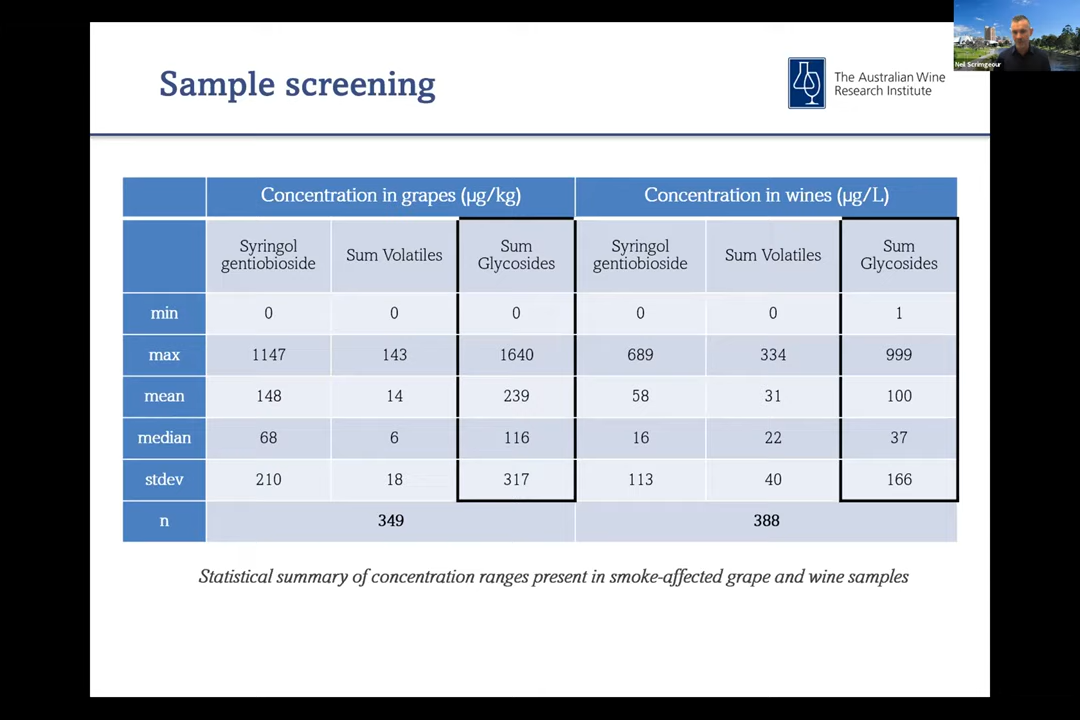 Neil Scrimgeour
Sample screening
The Australian Wine
Research Institute
Concentration in grapes (µg/kg) Concentration in wines (µg/L)
Syringol gentiobioside Sum Volatiles Sum Glycosides Syringol gentiobioside Sum Volatiles Sum Glycosides
min 0 0 0 0 0 1
max 1147 143 1640 689 334 999
mean 148 14 239 58 31 100
median 68 6 116 16 22 37
stdev 210 18 317 113 40 166
n 349 388
Statistical summary of concentration ranges present in smoke-affected grape and wine samples